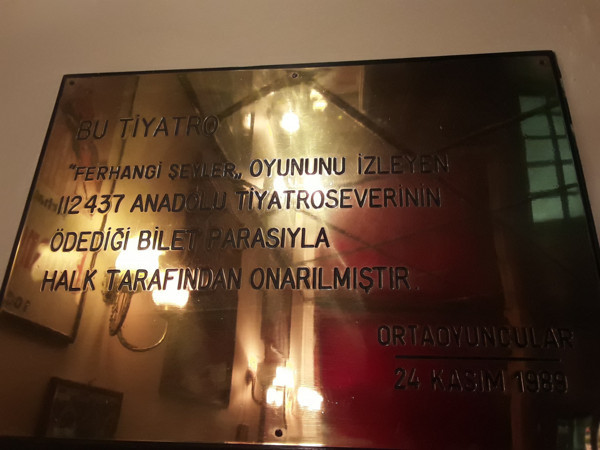 BU TİYATRO
"FERHANGİ ŞEYLER„ OYUNUNU İZLEYEN
112437 ANADOLU TİYATROSEVERİNİN
ÖDEDİĞİ BİLET PARASIYLA
HALK TARAFINDAN ONARILMIŞTIR.
ORTAOYUNCULAR
24 KASIM 1989